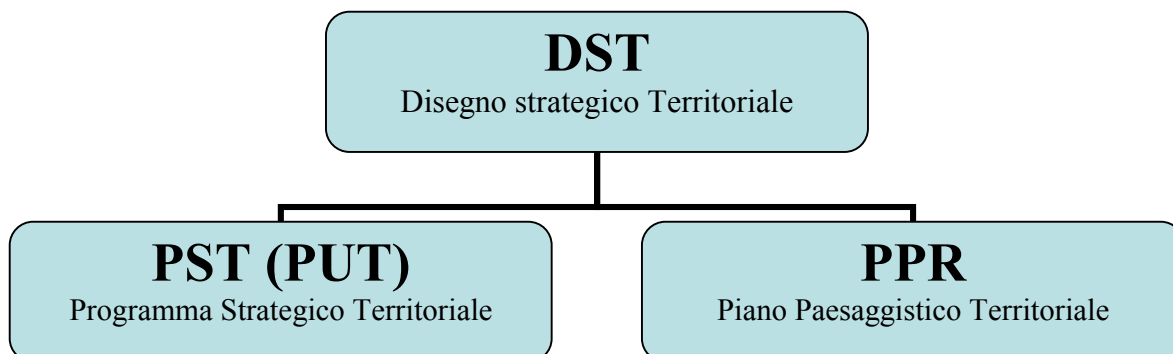 DST
Disegno strategico Territoriale
PST (PUT)
Programma Strategico Territoriale
PPR
Piano Paesaggistico Territoriale